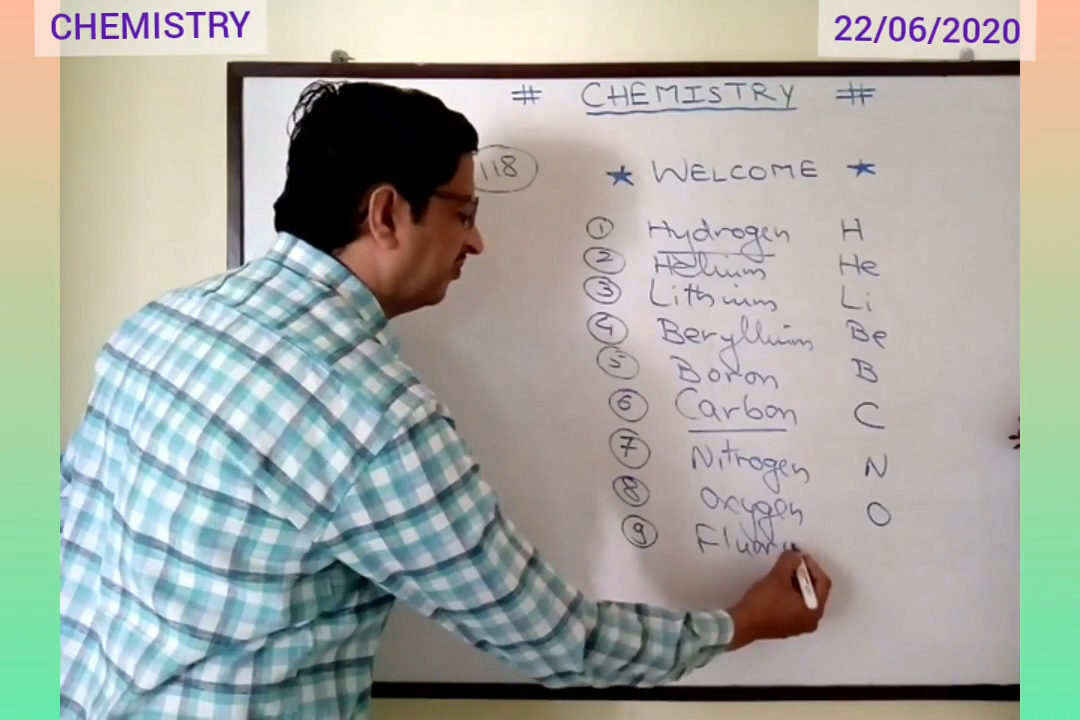 CHEMISTRY
22/06/2020
# CHEMISTRY #
118
★ WELCOME ★
1 Hydrogen H
2 Helium He
3 Lithium Li
4 Beryllium Be
5 Boron B
6 Carbon C
7 Nitrogen N
8 Oxygen O
9